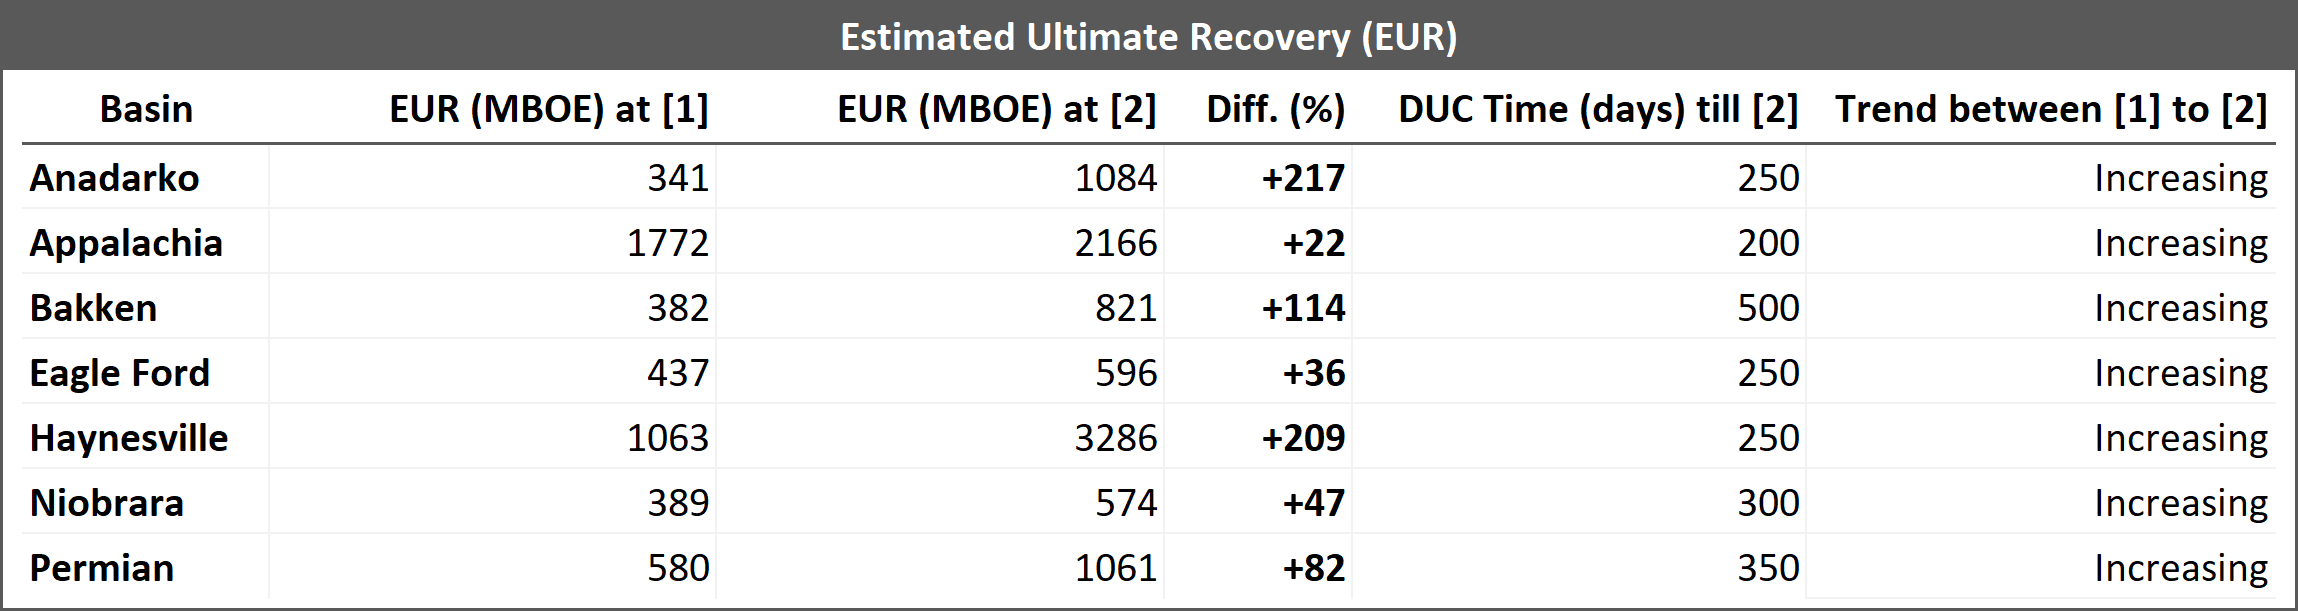 Estimated Ultimate Recovery (EUR)
Basin EUR (MBOE) at [1] EUR (MBOE) at [2] Diff. (%) DUC Time (days) till [2] Trend between [1] to [2]
Anadarko 341 1084 +217 250 Increasing
Appalachia 1772 2166 +22 200 Increasing
Bakken 382 821 +114 500 Increasing
Eagle Ford 437 596 +36 250 Increasing
Haynesville 1063 3286 +209 250 Increasing
Niobrara 389 574 +47 300 Increasing
Permian 580 1061 +82 350 Increasing